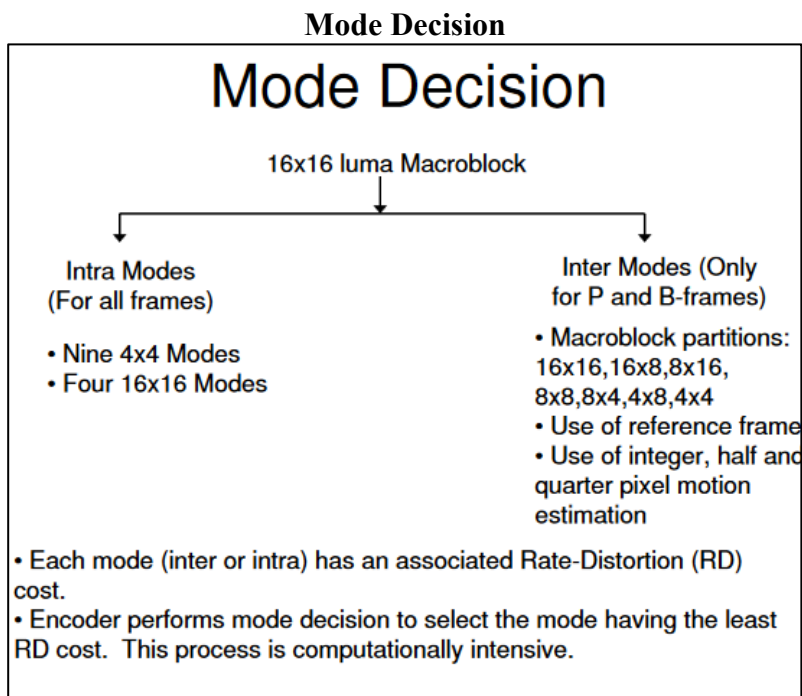 Mode Decision
Mode Decision
16x16 luma Macroblock
Intra Modes
(For all frames)
• Nine 4x4 Modes
• Four 16x16 Modes
Inter Modes (Only
for P and B-frames)
• Macroblock partitions:
16x16,16x8,8x16,
8x8,8x4,4x8,4x4
• Use of reference frame
• Use of integer, half and
quarter pixel motion
estimation
• Each mode (inter or intra) has an associated Rate-Distortion (RD)
cost.
• Encoder performs mode decision to select the mode having the least
RD cost. This process is computationally intensive.